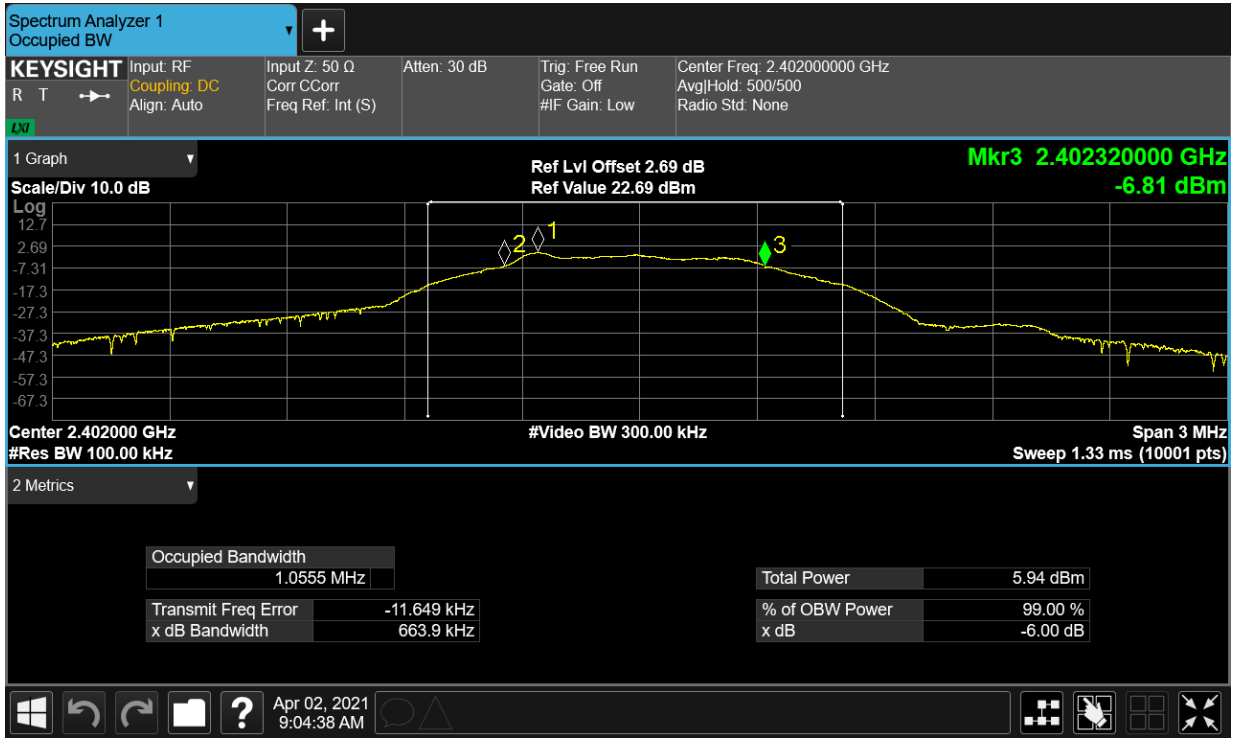 Spectrum Analyzer 1
Occupied BW
KEYSIGHT
R T
LXI
Input: RF
Coupling: DC
Align: Auto
Input Z: 50 Ω
Corr CCorr
Freq Ref: Int (S)
Atten: 30 dB
Trig: Free Run
Gate: Off
#IF Gain: Low
Center Freq: 2.402000000 GHz
Avg|Hold: 500/500
Radio Std: None
1 Graph
Scale/Div 10.0 dB
Ref Lvl Offset 2.69 dB
Ref Value 22.69 dBm
Mkr3 2.402320000 GHz
-6.81 dBm
Log
12.7
2.69
-7.31
-17.3
-27.3
-37.3
-47.3
-57.3
-67.3
2
1
3
Center 2.402000 GHz
#Video BW 300.00 kHz
Span 3 MHz
#Res BW 100.00 kHz
Sweep 1.33 ms (10001 pts)
2 Metrics
Occupied Bandwidth
1.0555 MHz
Transmit Freq Error -11.649 kHz
x dB Bandwidth 663.9 kHz
Total Power 5.94 dBm
% of OBW Power 99.00 %
x dB -6.00 dB
?
Apr 02, 2021
9:04:38 AM